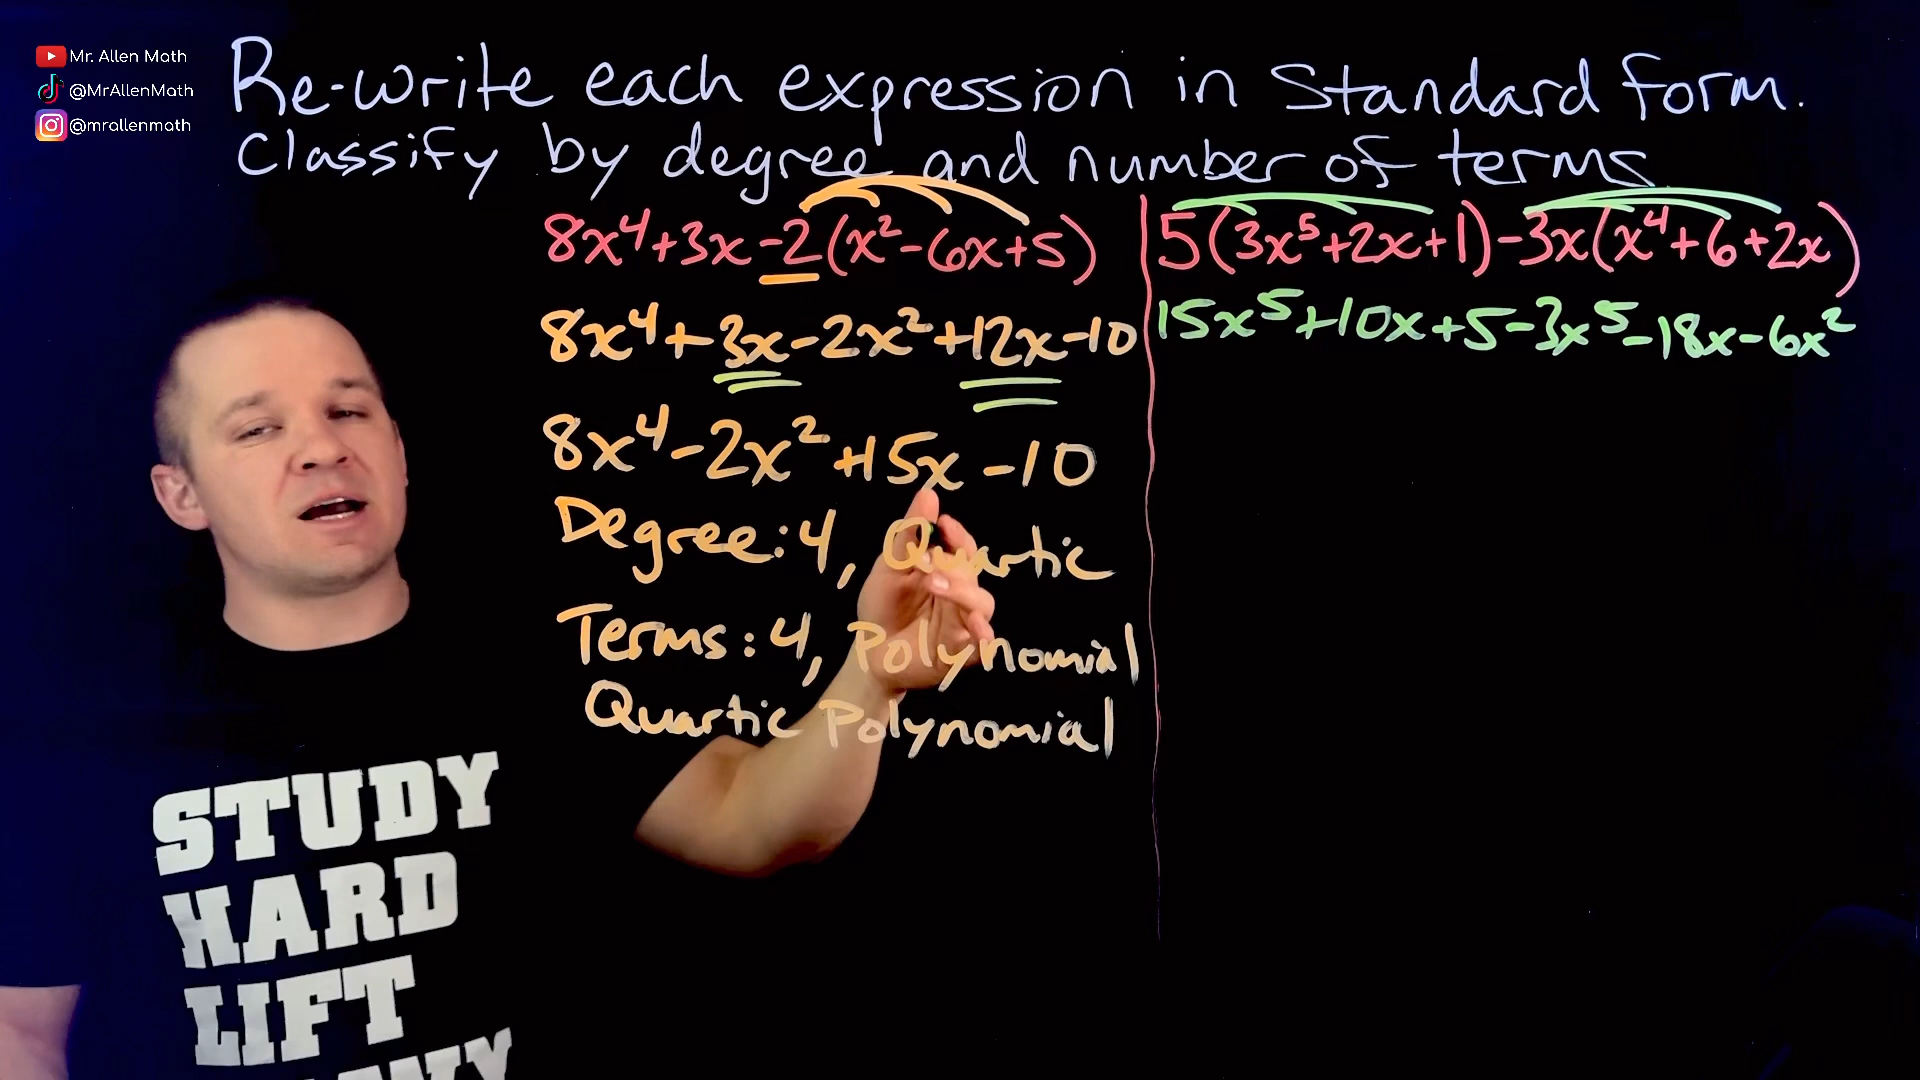 Mr. Allen Math
@MrAllenMath
@mrallenmath
Re-write each expression in Standard form.
Classify by degree and number of terms
8x⁴+3x-2(x²-6x+5)
8x⁴+3x-2x²+12x-10
8x⁴-2x²+15x-10
Degree: 4, Quartic
Terms: 4, Polynomial
Quartic Polynomial
5(3x⁵+2x+1)-3x(x⁴+6+2x)
15x⁵+10x+5-3x⁵-18x-6x²
STUDY
HARD
LIFT